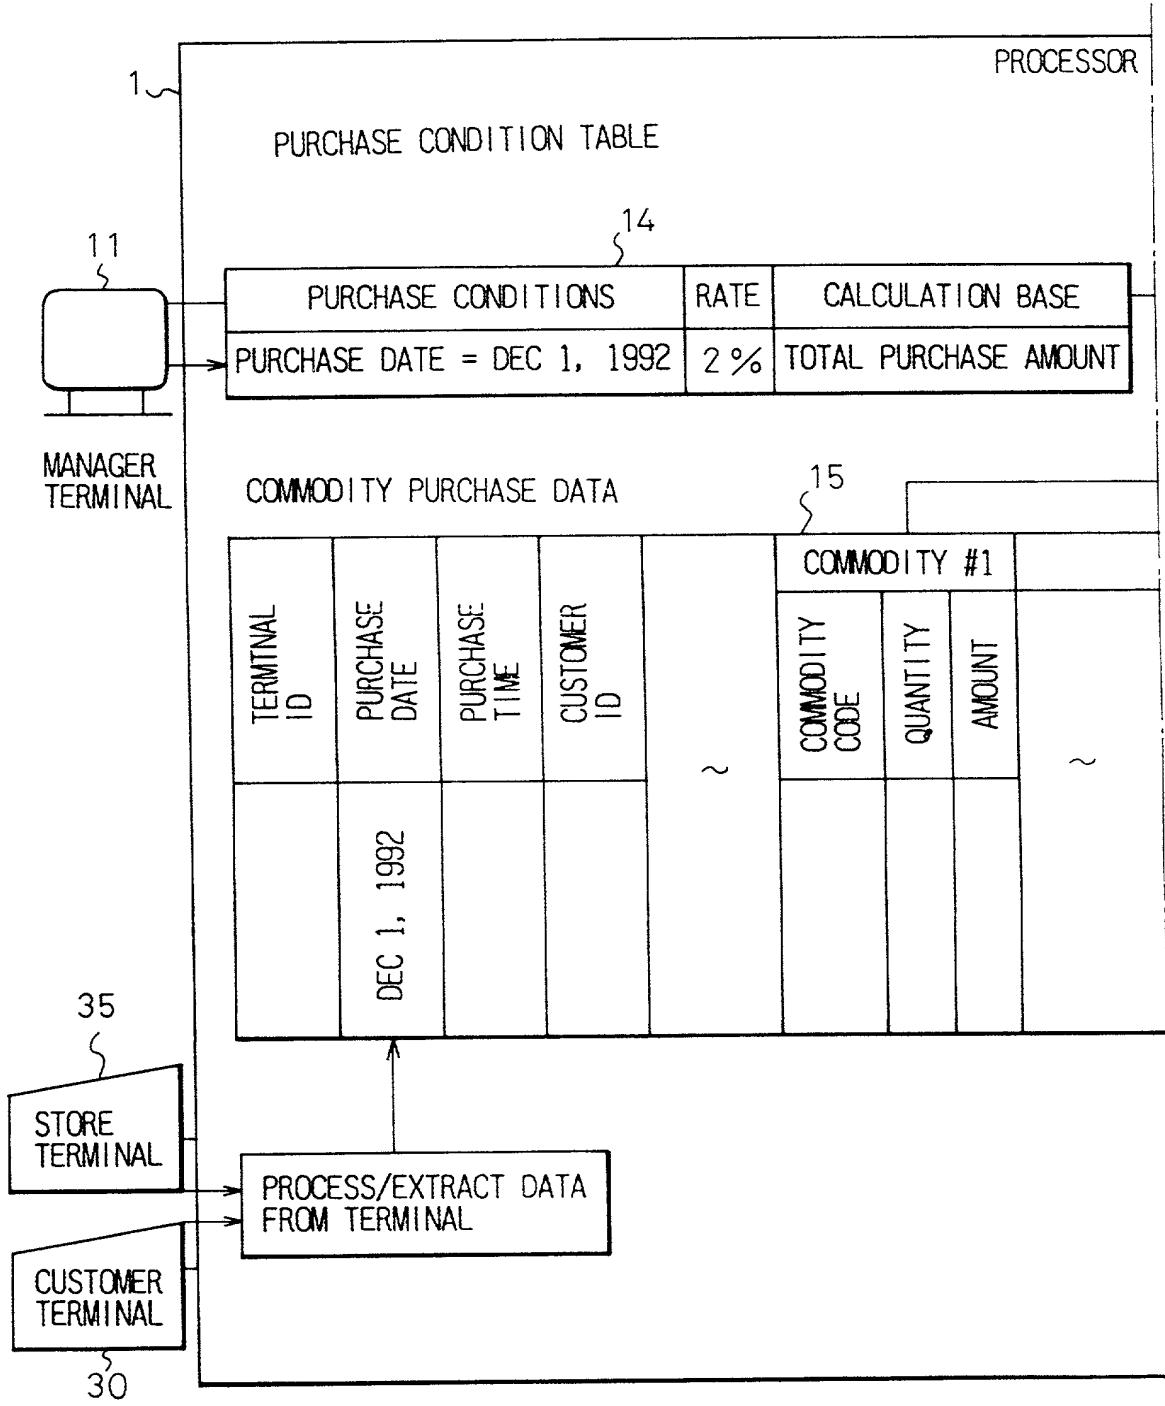 PROCESSOR
1
PURCHASE CONDITION TABLE
14
11
PURCHASE CONDITIONS
RATE
CALCULATION BASE
PURCHASE DATE = DEC 1, 1992
2%
TOTAL PURCHASE AMOUNT
MANAGER
TERMINAL
COMMODITY PURCHASE DATA
15
TERMTNAL
ID
PURCHASE
DATE
PURCHASE
TIME
CUSTOMER
ID
~
COMMODITY #1
COMMODITY
CODE
QUANTITY
AMOUNT
~
DEC 1, 1992
35
STORE
TERMINAL
PROCESS/EXTRACT DATA
FROM TERMINAL
CUSTOMER
TERMINAL
30